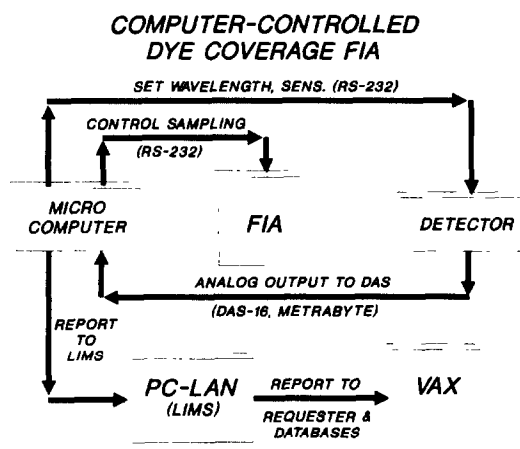 COMPUTER-CONTROLLED
DYE COVERAGE FIA
SET WAVELENGTH, SENS. (RS-232)
CONTROL SAMPLING
(RS-232)
MICRO
COMPUTER
FIA
DETECTOR
ANALOG OUTPUT TO DAS
(DAS-16, METRABYTE)
REPORT
TO
LIMS
PC-LAN
(LIMS)
REPORT TO
REQUESTER &
DATABASES
VAX